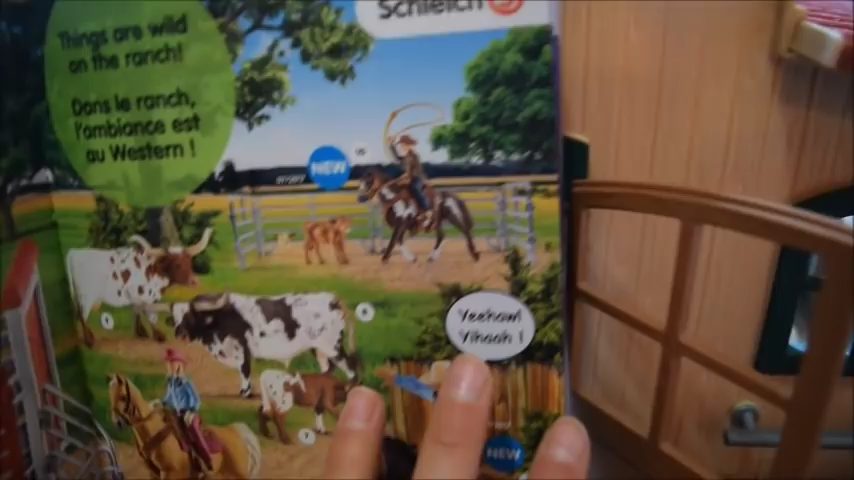 Schleich
Things are wild
on the ranch!
Dans le ranch,
l'ambiance est
au Western !
NEW
Yeehaw!
Yihaah !
NEW